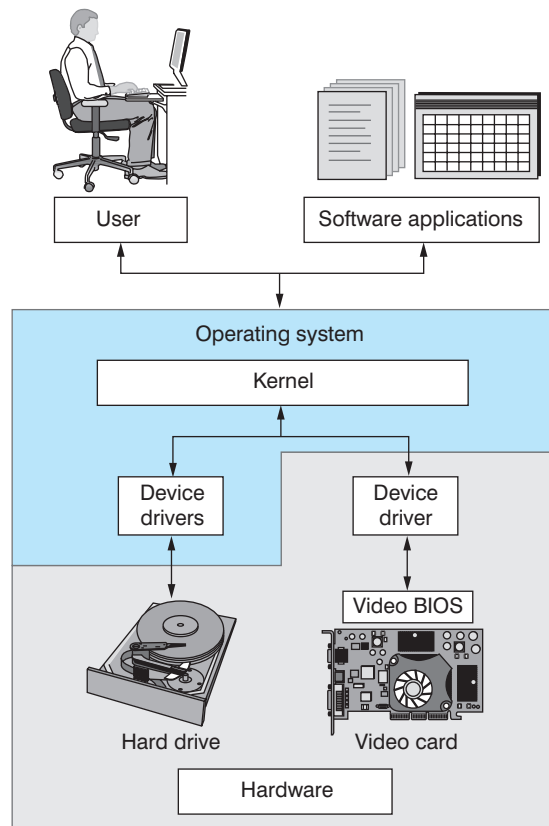 User
Software applications
Operating system
Kernel
Device
drivers
Device
driver
Video BIOS
Hard drive
Video card
Hardware